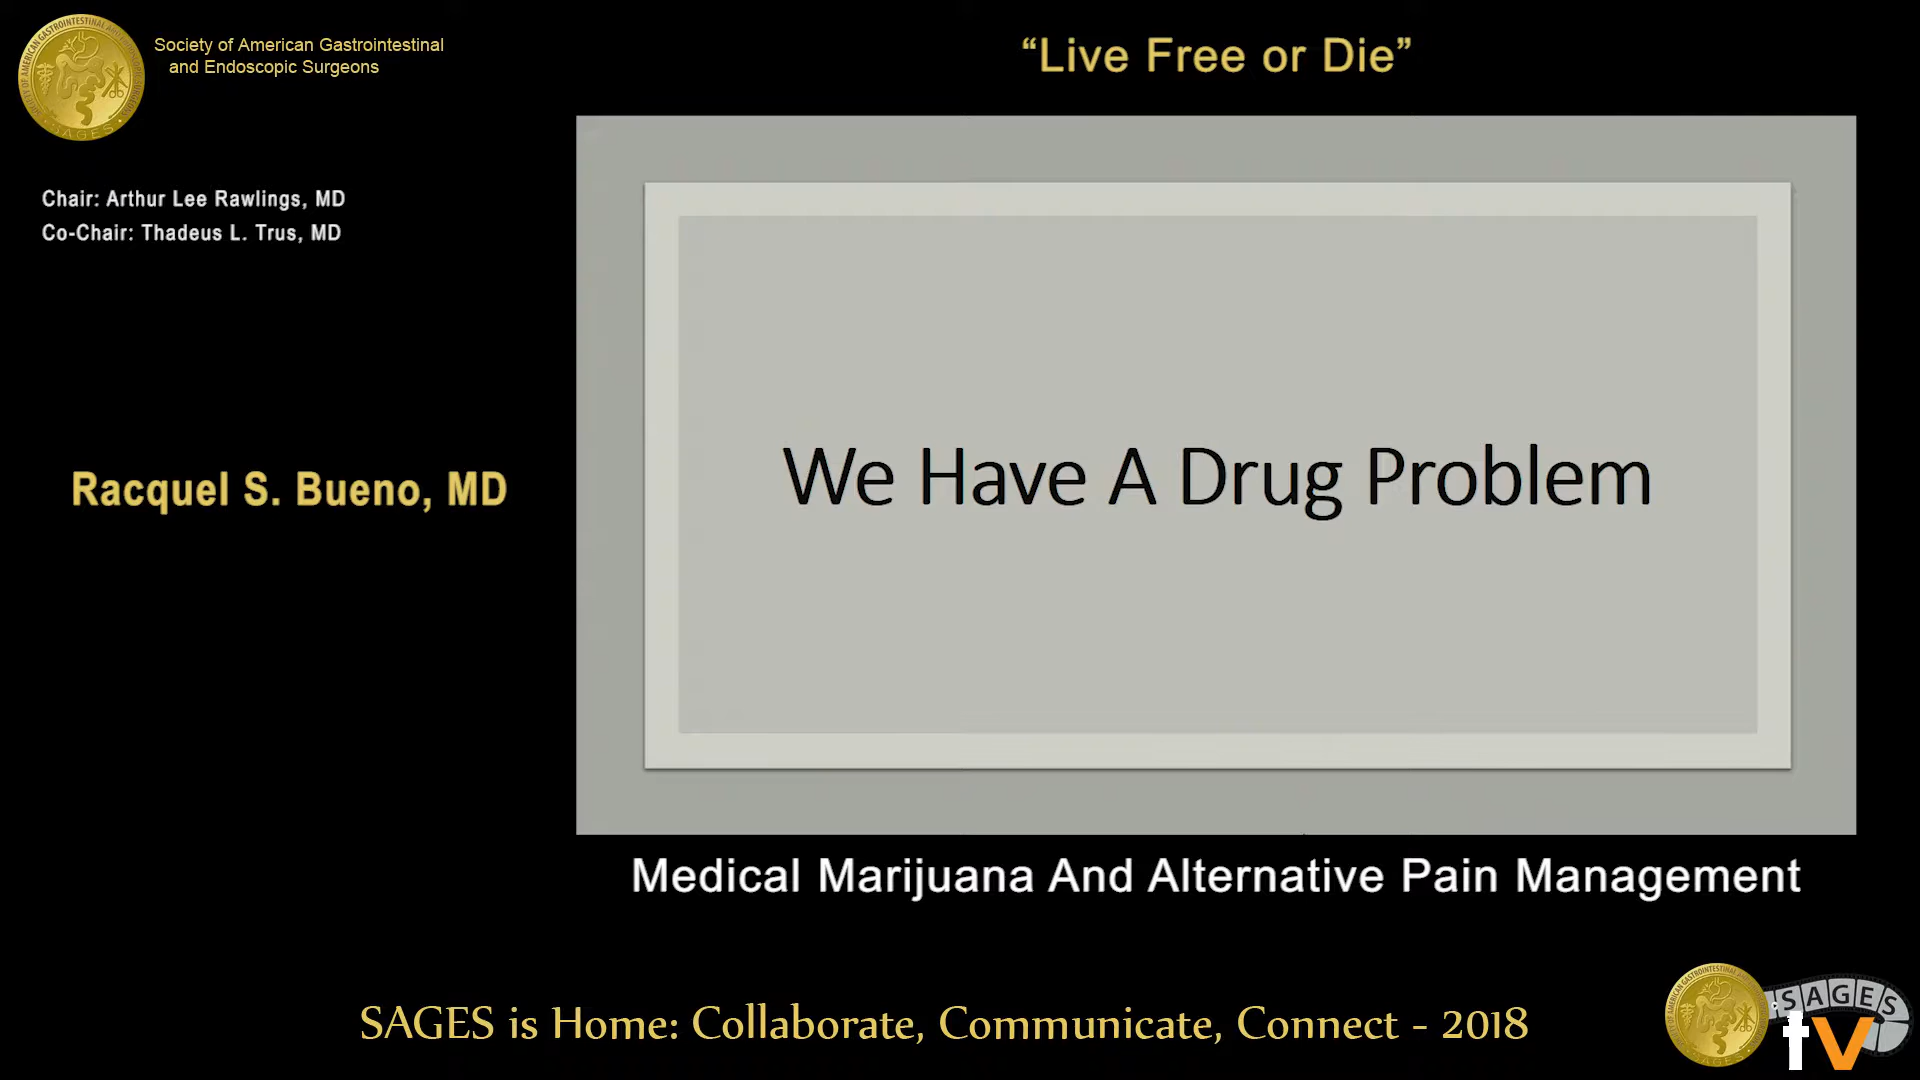 Society of American Gastrointestinal
and Endoscopic Surgeons
SAGES
"Live Free or Die"
Chair: Arthur Lee Rawlings, MD
Co-Chair: Thadeus L. Trus, MD
Racquel S. Bueno, MD
We Have A Drug Problem
Medical Marijuana And Alternative Pain Management
SAGES is Home: Collaborate, Communicate, Connect - 2018
SAGES
tv